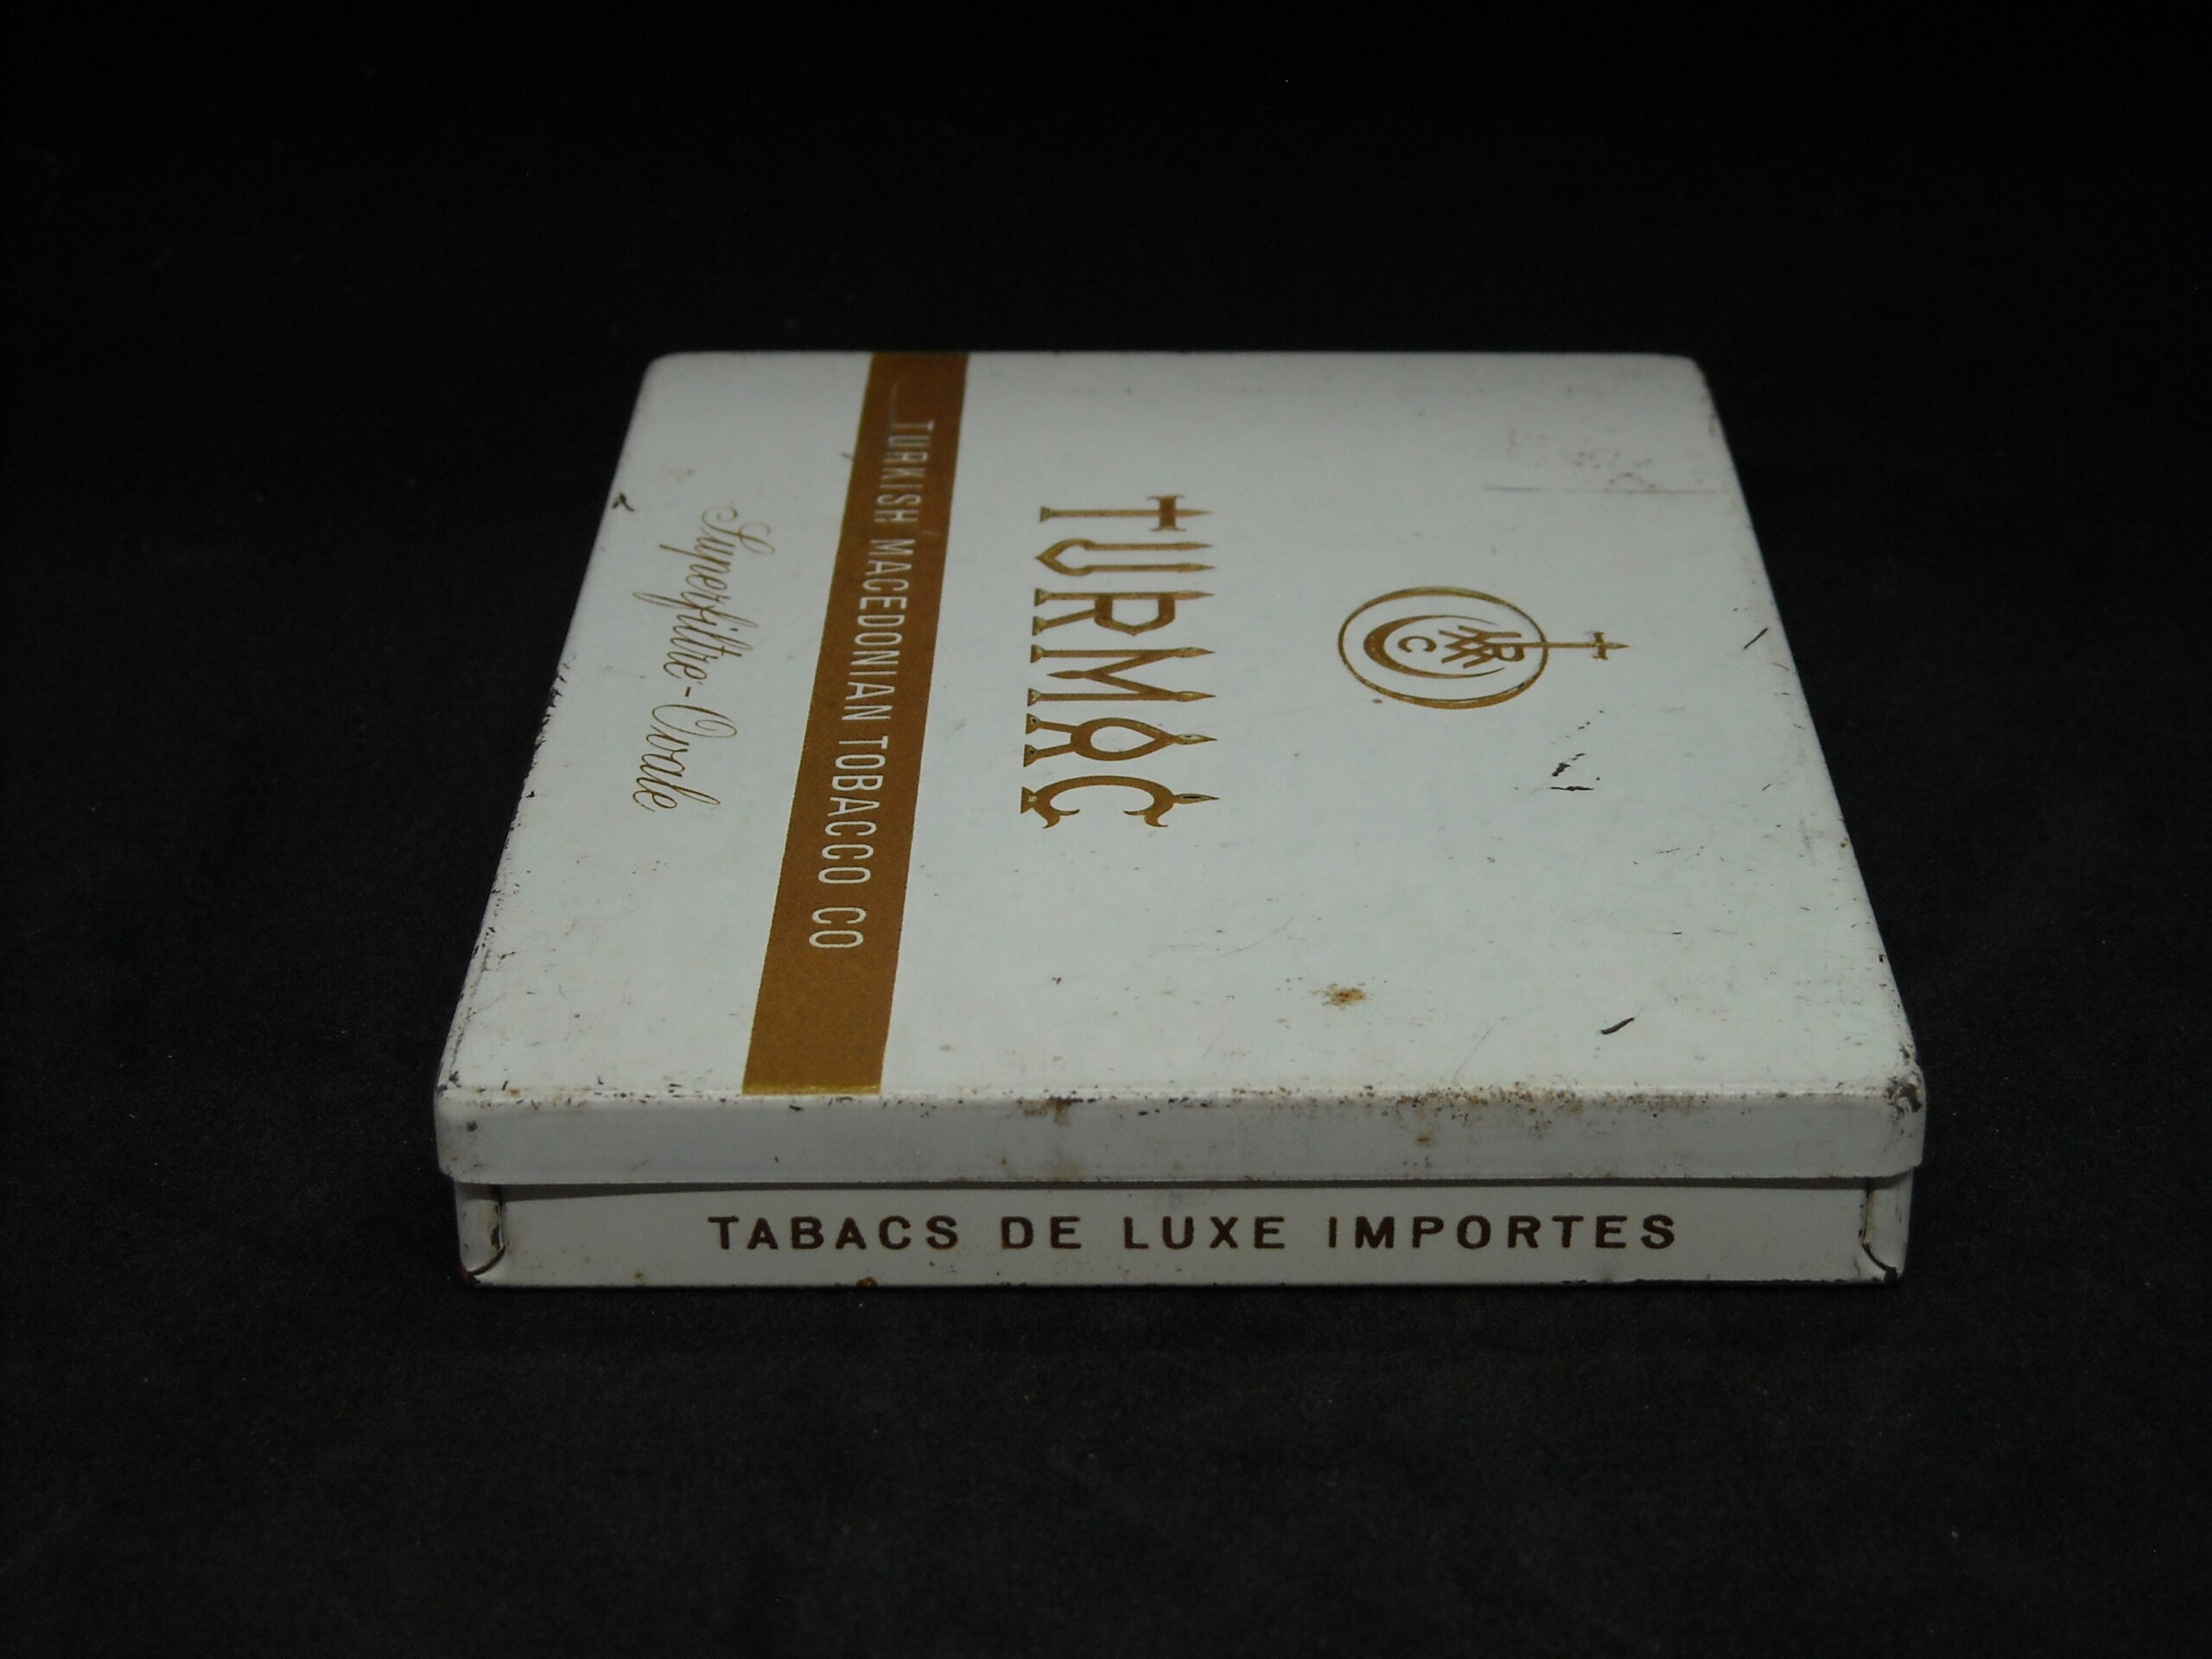 TURMAC
TURKISH MACEDONIAN TOBACCO CO
Superfiltre-Ovale
TABACS DE LUXE IMPORTES